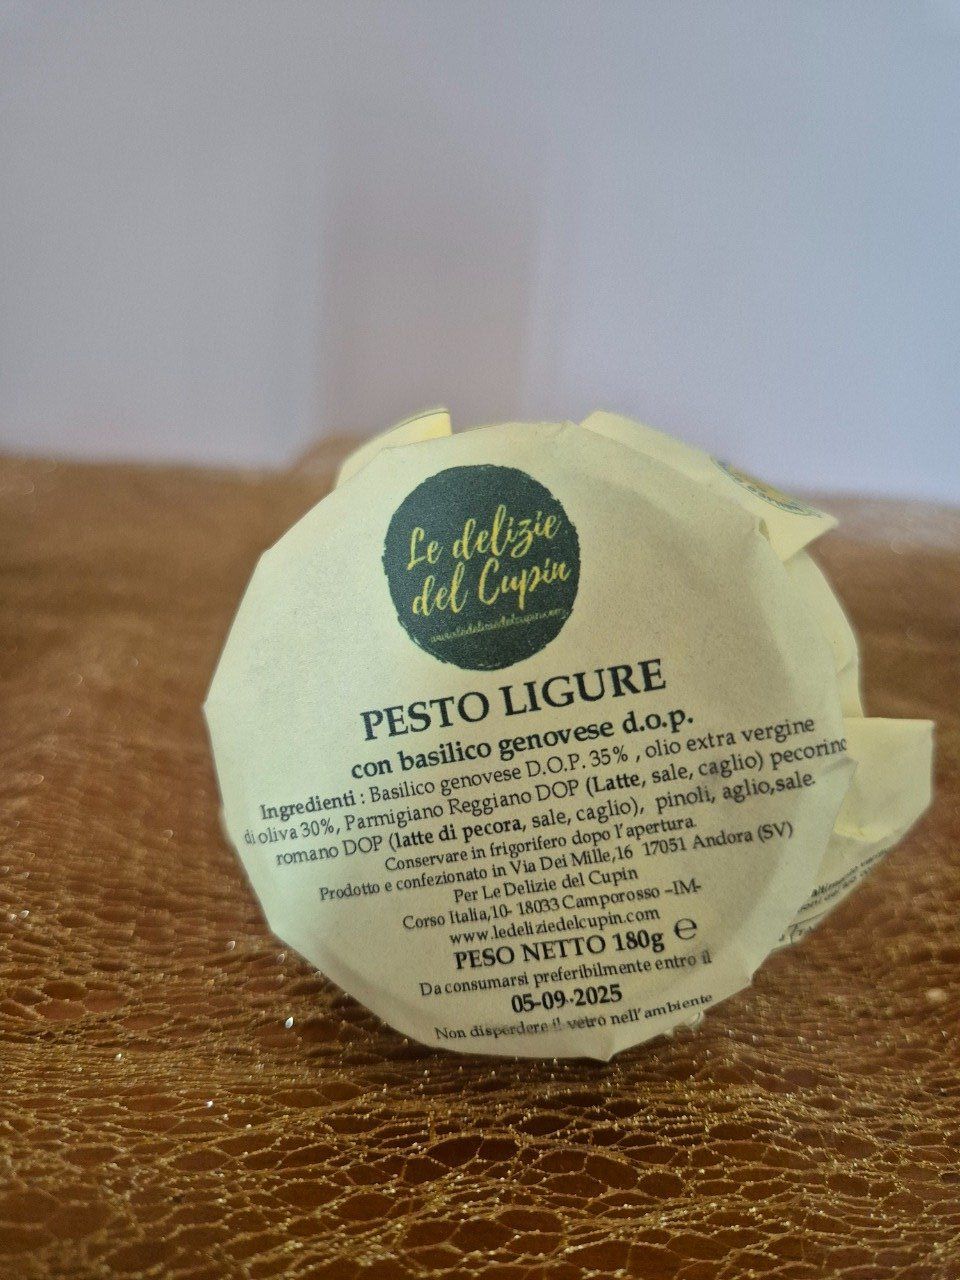 Le delizie
del Cupin
www.ledeliziedelcupin.com
PESTO LIGURE
con basilico genovese d.o.p.
Ingredienti : Basilico genovese D.O.P. 35% , olio extra vergine
di oliva 30%, Parmigiano Reggiano DOP (Latte, sale, caglio) pecorino
romano DOP (latte di pecora, sale, caglio), pinoli, aglio,sale.
Conservare in frigorifero dopo l'apertura.
Prodotto e confezionato in Via Dei Mille,16 17051 Andora (SV)
Per Le Delizie del Cupin
Corso Italia,10- 18033 Camporosso –IM-
www.ledeliziedelcupin.com
PESO NETTO 180g ℮
Da consumarsi preferibilmente entro il
05-09-2025
Non disperdere il vetro nell'ambiente